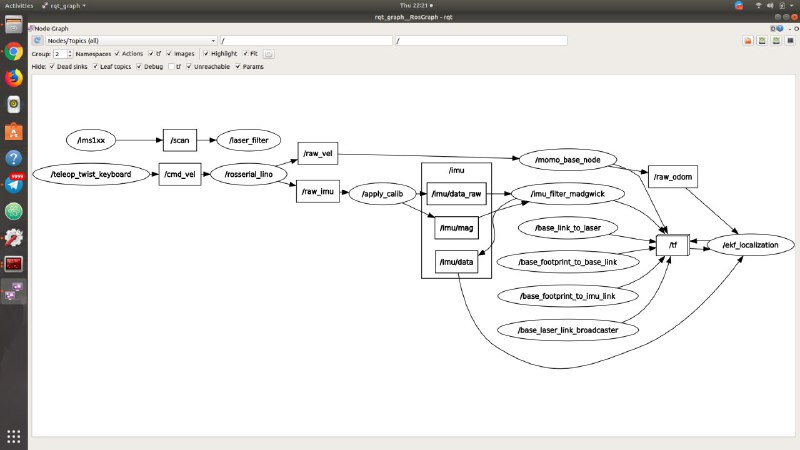 Activities
rqt_graph
Thu 22:21
rqt_graph__RosGraph - rqt
Node Graph
Nodes/Topics (all)
/
/
Group: 2 Namespaces Actions tf Images Highlight Fit
Hide: Dead sinks Leaf topics Debug tf Unreachable Params
/lms1xx
/scan
/laser_filter
/teleop_twist_keyboard
/cmd_vel
/rosserial_lino
/raw_vel
/raw_imu
/apply_calib
/imu
/imu/data_raw
/imu/mag
/imu/data
/momo_base_node
/imu_filter_madgwick
/base_link_to_laser
/base_footprint_to_base_link
/base_footprint_to_imu_link
/base_laser_link_broadcaster
/raw_odom
/tf
/ekf_localization
4999